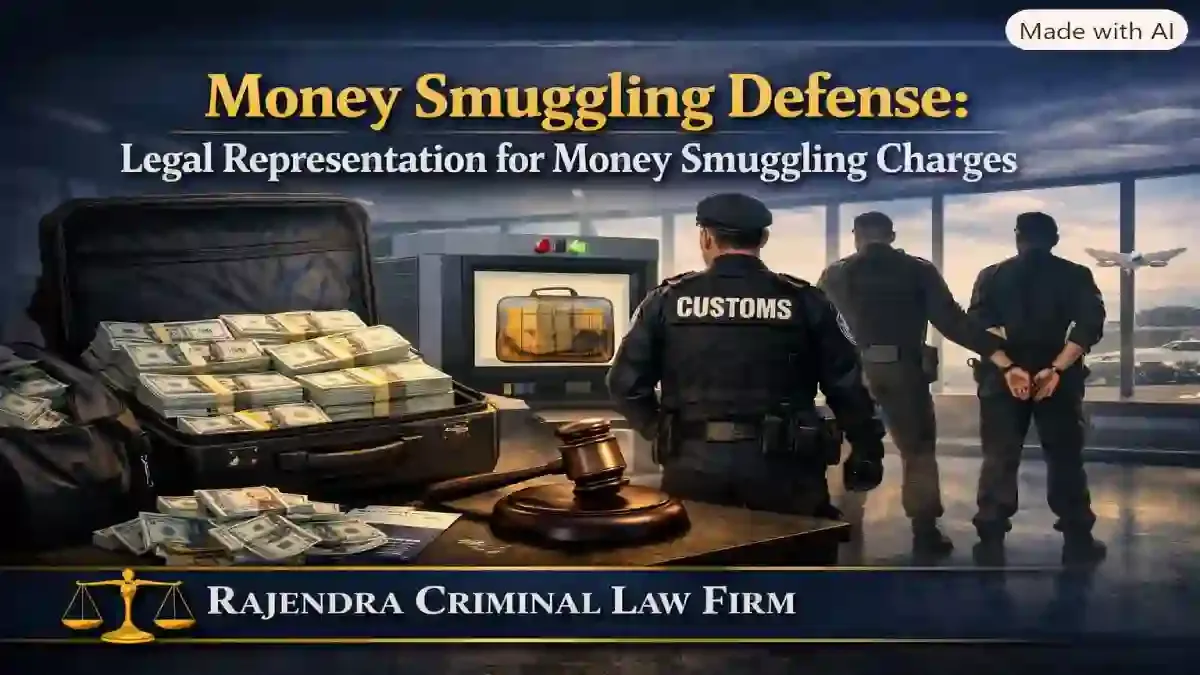 Made with AI
Money Smuggling Defense:
Legal Representation for Money Smuggling Charges
CUSTOMS
Rajendra Criminal Law Firm